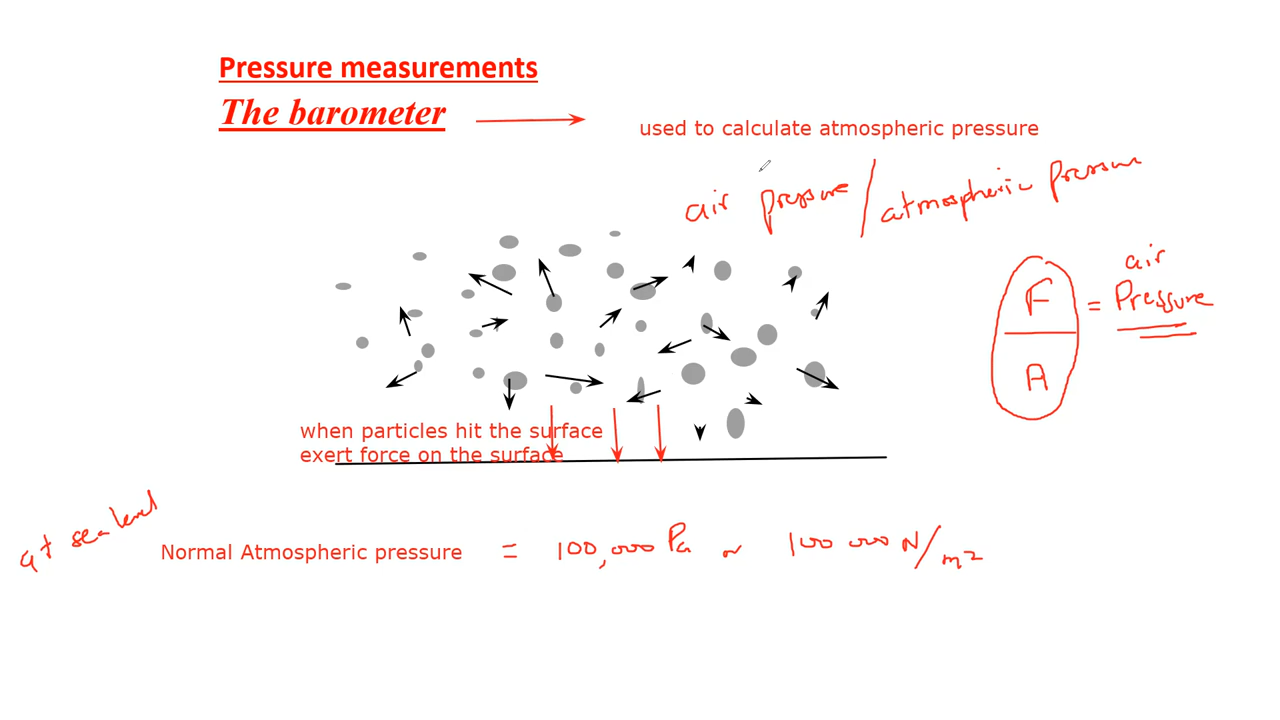 Pressure measurements
The barometer
used to calculate atmospheric pressure
air pressure / atmospheric pressure
F
A
= air Pressure
when particles hit the surface
exert force on the surface
at sea level
Normal Atmospheric pressure = 100,000 Pa or 100 000 N/m2